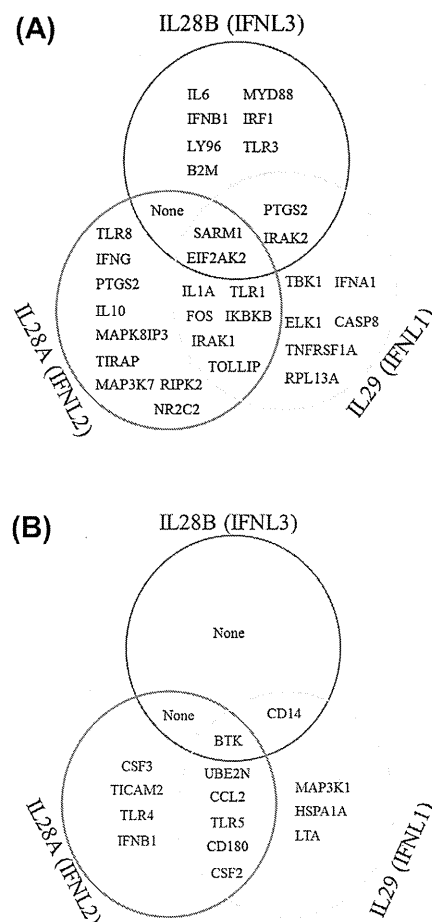 (A)
IL28B (IFNL3)
IL6 MYD88
IFNB1 IRF1
LY96 TLR3
B2M
None
PTGS2
IRAK2
SARM1
EIF2AK2
TLR8
IFNG
PTGS2
IL10
MAPK8IP3
TIRAP
MAP3K7 RIPK2
NR2C2
IL1A TLR1
FOS IKBKB
IRAK1
TOLLIP
TBK1 IFNA1
ELK1 CASP8
TNFRSF1A
RPL13A
IL28A (IFNL2)
IL29 (IFNL1)
(B)
IL28B (IFNL3)
None
None
CD14
BTK
CSF3
TICAM2
TLR4
IFNB1
UBE2N
CCL2
TLR5
CD180
CSF2
MAP3K1
HSPA1A
LTA
IL28A (IFNL2)
IL29 (IFNL1)